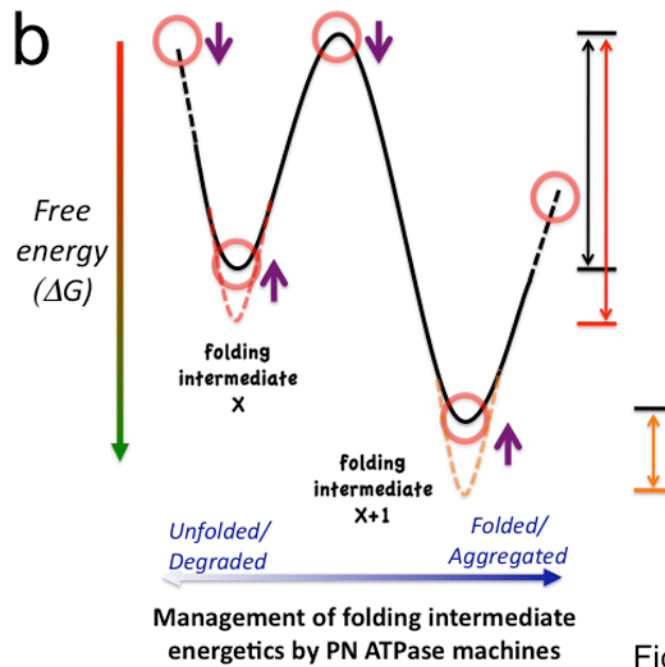 b
Free
energy
(ΔG)
folding
intermediate
X
folding
intermediate
X+1
Unfolded/
Degraded
Folded/
Aggregated
Management of folding intermediate
energetics by PN ATPase machines
Fig